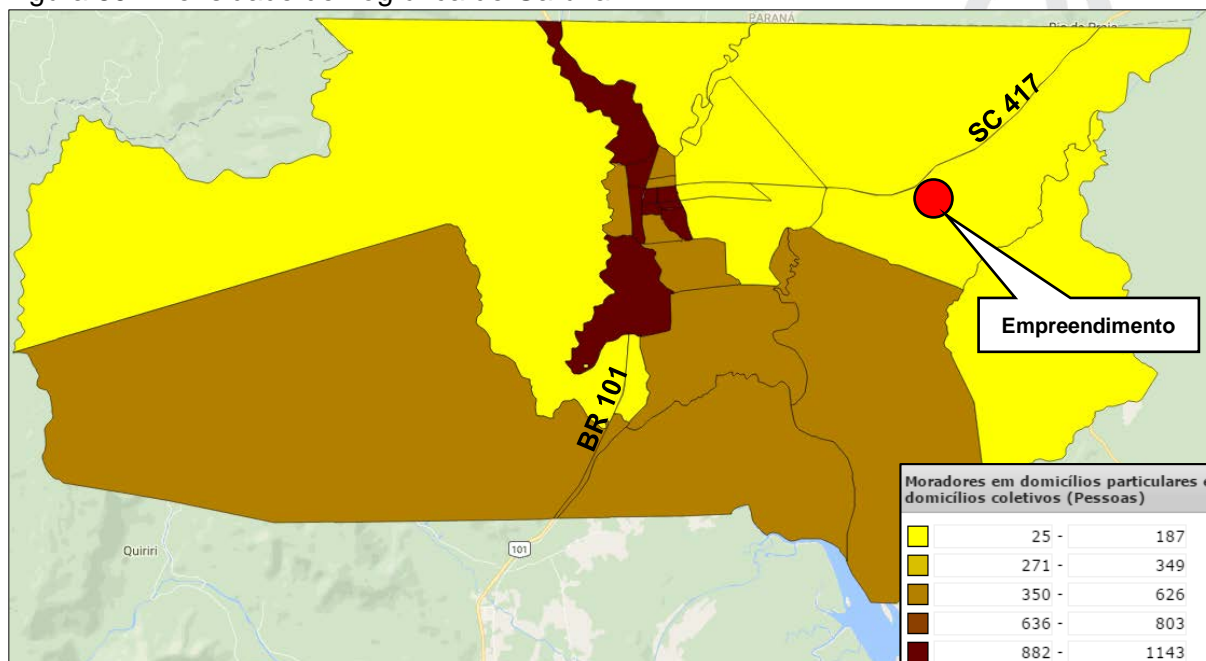 PARANÁ
SC 417
Empreendimento
BR 101
101
Quiriri
Moradores em domicílios particulares
domicílios coletivos (Pessoas)
25 - 187
271 - 349
350 - 626
636 - 803
882 - 1143